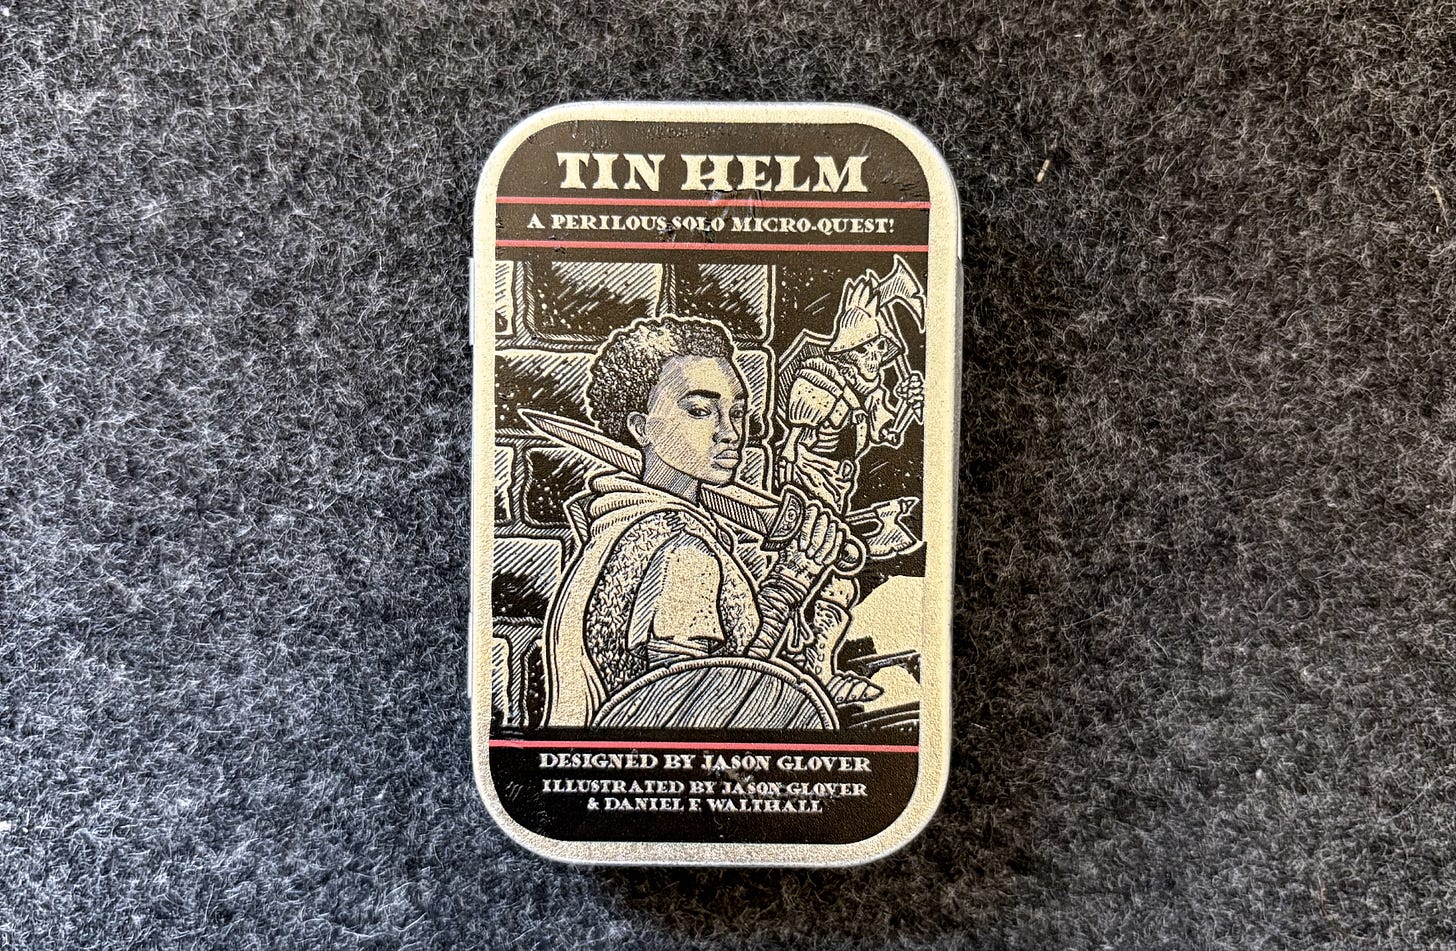 TIN HELM
A PERILOUS SOLO MICRO-QUEST!
DESIGNED BY JASON GLOVER
ILLUSTRATED BY JASON GLOVER
& DANIEL F. WALTHALL